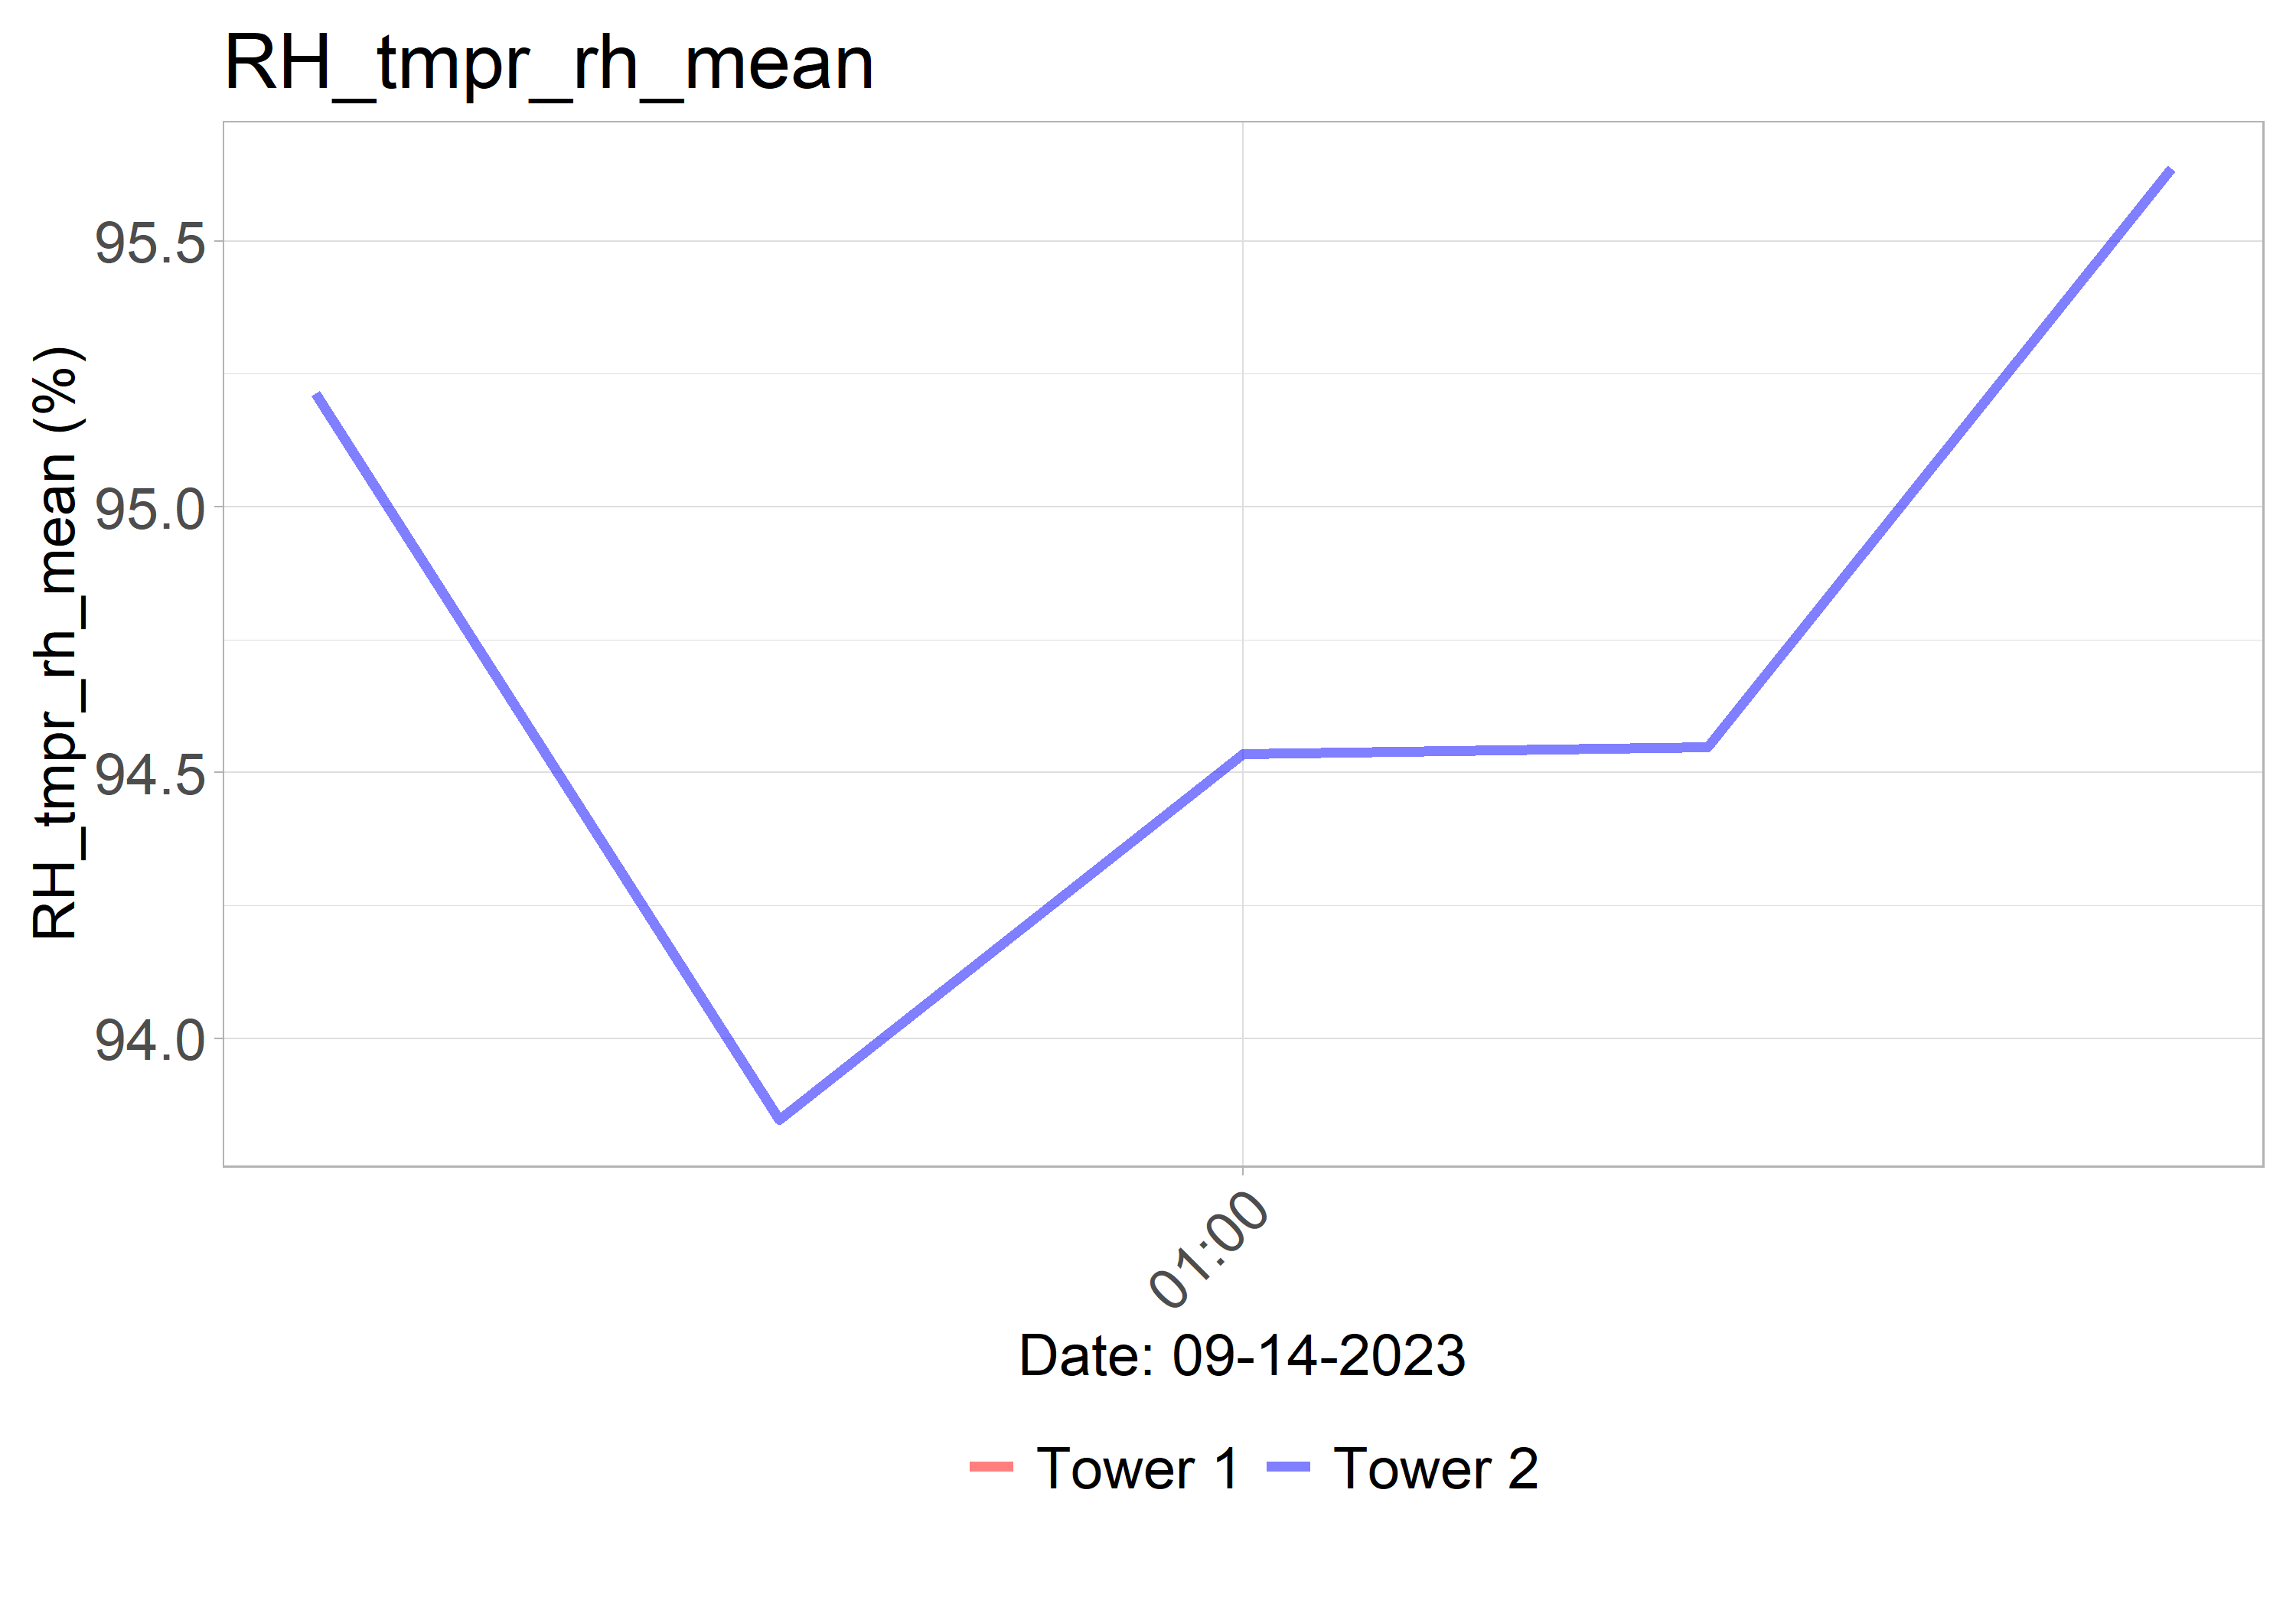 RH_tmpr_rh_mean
RH_tmpr_rh_mean (%)
95.5
95.0
94.5
94.0
01:00
Date: 09-14-2023
Tower 1 Tower 2